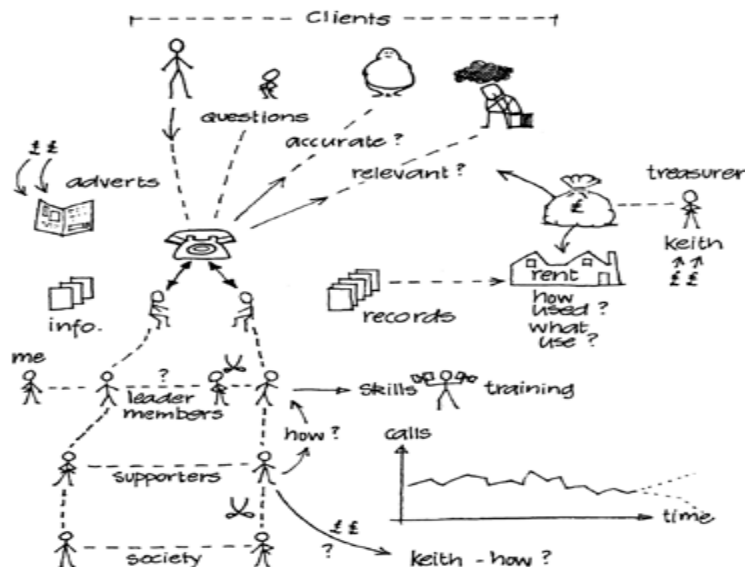 Clients
questions
accurate ?
relevant ?
£ £
adverts
£
treasurer
keith
£ £
rent
how
used ?
what
use ?
info.
records
me
?
leader
members
skills
training
how ?
calls
time
supporters
£ £
?
society
keith - how ?